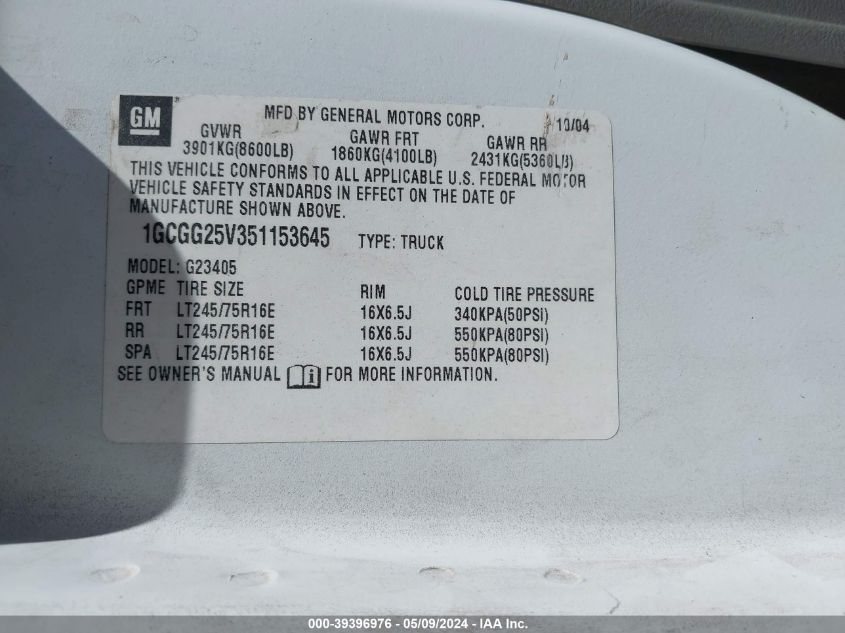 GM
MFD BY GENERAL MOTORS CORP. 10/04
GVWR GAWR FRT GAWR RR
3901KG(8600LB) 1860KG(4100LB) 2431KG(5360LB)
THIS VEHICLE CONFORMS TO ALL APPLICABLE U.S. FEDERAL MOTOR
VEHICLE SAFETY STANDARDS IN EFFECT ON THE DATE OF
MANUFACTURE SHOWN ABOVE.
1GCGG25V351153645 TYPE: TRUCK
MODEL: G23405
GPME TIRE SIZE RIM COLD TIRE PRESSURE
FRT LT245/75R16E 16X6.5J 340KPA(50PSI)
RR LT245/75R16E 16X6.5J 550KPA(80PSI)
SPA LT245/75R16E 16X6.5J 550KPA(80PSI)
SEE OWNER'S MANUAL i FOR MORE INFORMATION.
000-39396976 - 05/09/2024 - IAA Inc.